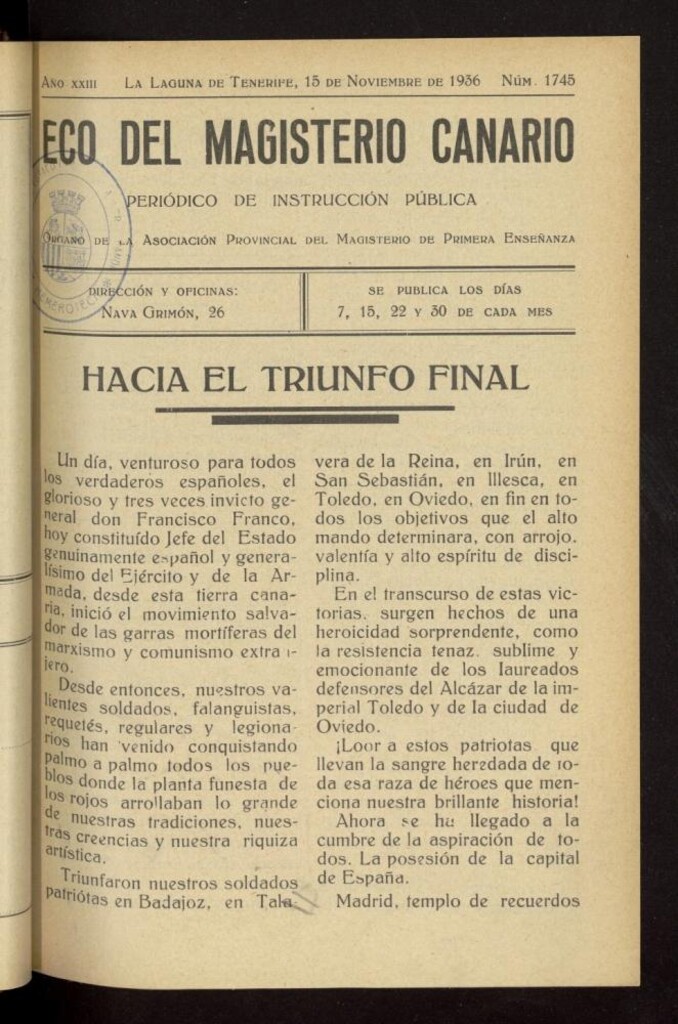 AÑO XXIII LA LAGUNA DE TENERIFE, 15 DE NOVIEMBRE DE 1936 NÚM. 1745
ECO DEL MAGISTERIO CANARIO
PERIÓDICO DE INSTRUCCIÓN PÚBLICA
ÓRGANO DE LA ASOCIACIÓN PROVINCIAL DEL MAGISTERIO DE PRIMERA ENSEÑANZA
DIRECCIÓN Y OFICINAS:
NAVA GRIMÓN, 26
SE PUBLICA LOS DÍAS
7, 15, 22 Y 30 DE CADA MES
HACIA EL TRIUNFO FINAL
Un día, venturoso para todos
los verdaderos españoles, el
glorioso y tres veces invicto ge-
neral don Francisco Franco,
hoy constituído Jefe del Estado
genuinamente español y genera-
lísimo del Ejército y de la Ar-
mada, desde esta tierra cana-
ria, inició el movimiento salva-
dor de las garras mortíferas del
marxismo y comunismo extra
jero.
Desde entonces, nuestros va-
lientes soldados, falanguistas,
requetés, regulares y legiona-
rios han venido conquistando
palmo a palmo todos los pue-
blos donde la planta funesta de
los rojos arrollaban lo grande
de nuestras tradiciones, nues-
tras creencias y nuestra riquiza
artística.
Triunfaron nuestros soldados
patriótas en Badajoz, en Tala-
vera de la Reina, en Irún, en
San Sebastián, en Illesca, en
Toledo, en Oviedo, en fin en to-
dos los objetivos que el alto
mando determinara, con arrojo,
valentía y alto espíritu de disci-
plina.
En el transcurso de estas vic-
torias, surgen hechos de una
heroicidad sorprendente, como
la resistencia tenaz, sublime y
emocionante de los laureados
defensores del Alcázar de la im-
perial Toledo y de la ciudad de
Oviedo.
¡Loor a estos patriotas que
llevan la sangre heredada de to-
da esa raza de héroes que men-
ciona nuestra brillante historia!
Ahora se ha llegado a la
cumbre de la aspiración de to-
dos. La posesión de la capital
de España.
Madrid, templo de recuerdos